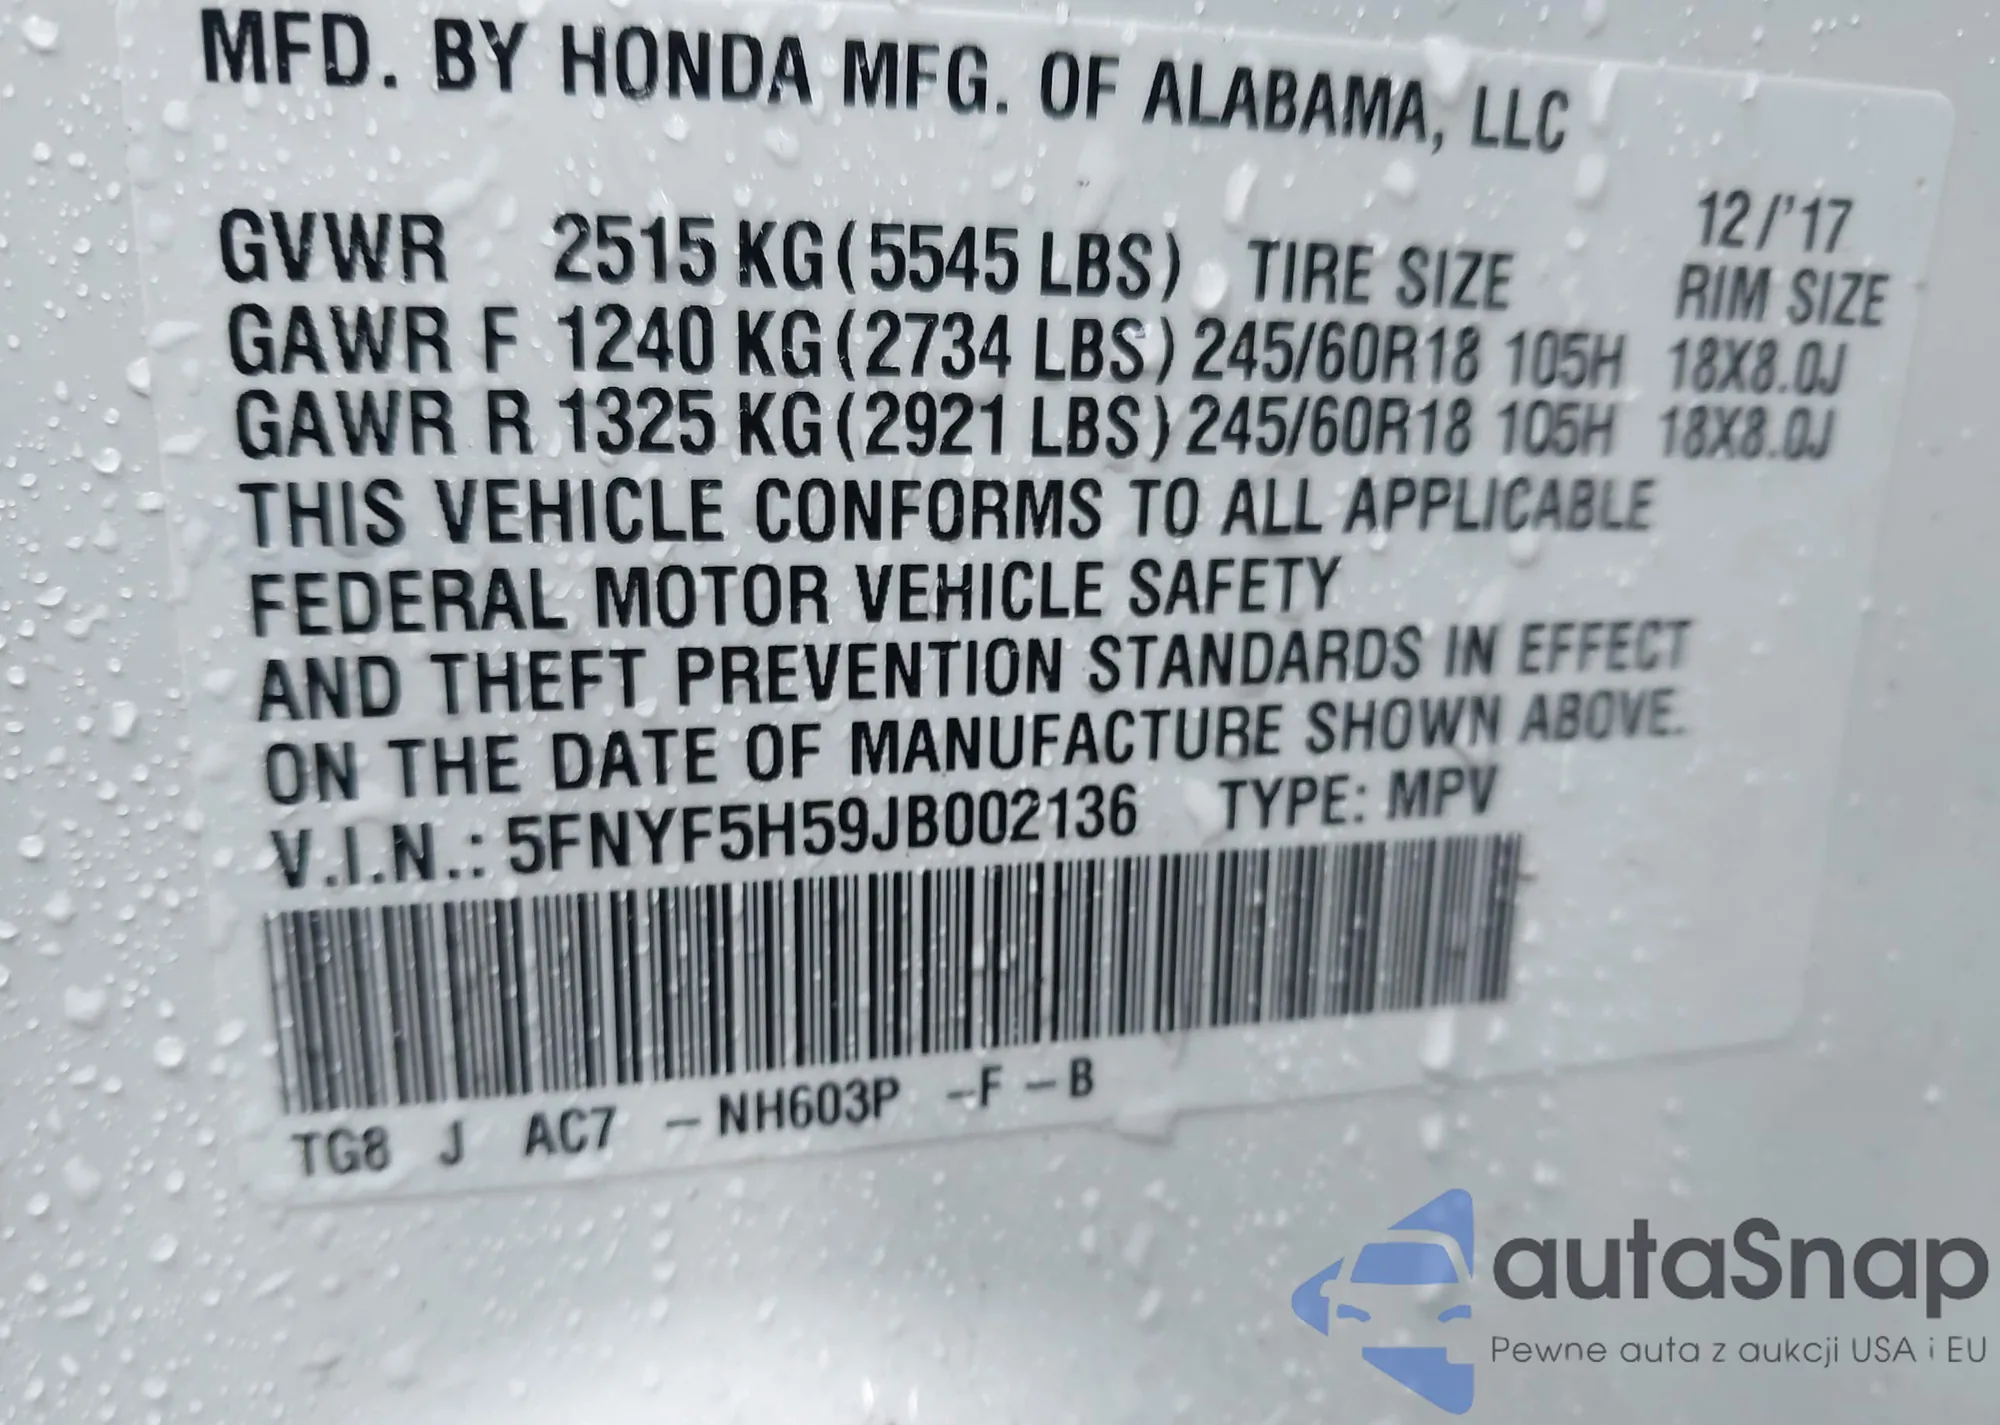 MFD. BY HONDA MFG. OF ALABAMA, LLC
12/'17
GVWR 2515 KG(5545 LBS) TIRE SIZE RIM SIZE
GAWR F 1240 KG(2734 LBS) 245/60R18 105H 18X8.0J
GAWR R 1325 KG(2921 LBS) 245/60R18 105H 18X8.0J
THIS VEHICLE CONFORMS TO ALL APPLICABLE
FEDERAL MOTOR VEHICLE SAFETY
AND THEFT PREVENTION STANDARDS IN EFFECT
ON THE DATE OF MANUFACTURE SHOWN ABOVE.
V.I.N.: 5FNYF5H59JB002136 TYPE: MPV
TG8 J AC7 -NH603P -F-B
autaSnap
Pewne auta z aukcji USA i EU